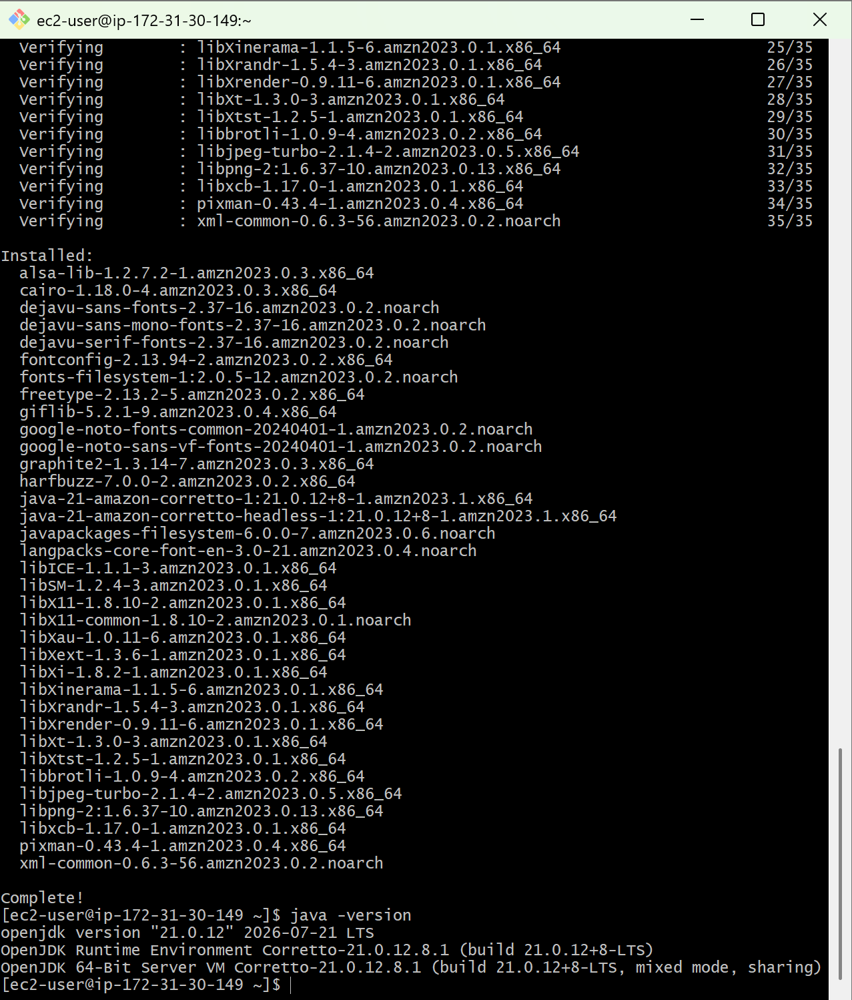 ec2-user@ip-172-31-30-149:~
Verifying : libXinerama-1.1.5-6.amzn2023.0.1.x86_64 25/35
Verifying : libXrandr-1.5.4-3.amzn2023.0.1.x86_64 26/35
Verifying : libXrender-0.9.11-6.amzn2023.0.1.x86_64 27/35
Verifying : libXt-1.3.0-3.amzn2023.0.1.x86_64 28/35
Verifying : libXtst-1.2.5-1.amzn2023.0.1.x86_64 29/35
Verifying : libbrotli-1.0.9-4.amzn2023.0.2.x86_64 30/35
Verifying : libjpeg-turbo-2.1.4-2.amzn2023.0.5.x86_64 31/35
Verifying : libpng-2:1.6.37-10.amzn2023.0.13.x86_64 32/35
Verifying : libxcb-1.17.0-1.amzn2023.0.1.x86_64 33/35
Verifying : pixman-0.43.4-1.amzn2023.0.4.x86_64 34/35
Verifying : xml-common-0.6.3-56.amzn2023.0.2.noarch 35/35
Installed:
alsa-lib-1.2.7.2-1.amzn2023.0.3.x86_64
cairo-1.18.0-4.amzn2023.0.3.x86_64
dejavu-sans-fonts-2.37-16.amzn2023.0.2.noarch
dejavu-sans-mono-fonts-2.37-16.amzn2023.0.2.noarch
dejavu-serif-fonts-2.37-16.amzn2023.0.2.noarch
fontconfig-2.13.94-2.amzn2023.0.2.x86_64
fonts-filesystem-1:2.0.5-12.amzn2023.0.2.noarch
freetype-2.13.2-5.amzn2023.0.2.x86_64
giflib-5.2.1-9.amzn2023.0.4.x86_64
google-noto-fonts-common-20240401-1.amzn2023.0.2.noarch
google-noto-sans-vf-fonts-20240401-1.amzn2023.0.2.noarch
graphite2-1.3.14-7.amzn2023.0.3.x86_64
harfbuzz-7.0.0-2.amzn2023.0.2.x86_64
java-21-amazon-corretto-1:21.0.12+8-1.amzn2023.1.x86_64
java-21-amazon-corretto-headless-1:21.0.12+8-1.amzn2023.1.x86_64
javapackages-filesystem-6.0.0-7.amzn2023.0.6.noarch
langpacks-core-font-en-3.0-21.amzn2023.0.4.noarch
libICE-1.1.1-3.amzn2023.0.1.x86_64
libSM-1.2.4-3.amzn2023.0.1.x86_64
libX11-1.8.10-2.amzn2023.0.1.x86_64
libX11-common-1.8.10-2.amzn2023.0.1.noarch
libXau-1.0.11-6.amzn2023.0.1.x86_64
libXext-1.3.6-1.amzn2023.0.1.x86_64
libXi-1.8.2-1.amzn2023.0.1.x86_64
libXinerama-1.1.5-6.amzn2023.0.1.x86_64
libXrandr-1.5.4-3.amzn2023.0.1.x86_64
libXrender-0.9.11-6.amzn2023.0.1.x86_64
libXt-1.3.0-3.amzn2023.0.1.x86_64
libXtst-1.2.5-1.amzn2023.0.1.x86_64
libbrotli-1.0.9-4.amzn2023.0.2.x86_64
libjpeg-turbo-2.1.4-2.amzn2023.0.5.x86_64
libpng-2:1.6.37-10.amzn2023.0.13.x86_64
libxcb-1.17.0-1.amzn2023.0.1.x86_64
pixman-0.43.4-1.amzn2023.0.4.x86_64
xml-common-0.6.3-56.amzn2023.0.2.noarch
Complete!
[ec2-user@ip-172-31-30-149 ~]$ java -version
openjdk version "21.0.12" 2026-07-21 LTS
OpenJDK Runtime Environment Corretto-21.0.12.8.1 (build 21.0.12+8-LTS)
OpenJDK 64-Bit Server VM Corretto-21.0.12.8.1 (build 21.0.12+8-LTS, mixed mode, sharing)
[ec2-user@ip-172-31-30-149 ~]$